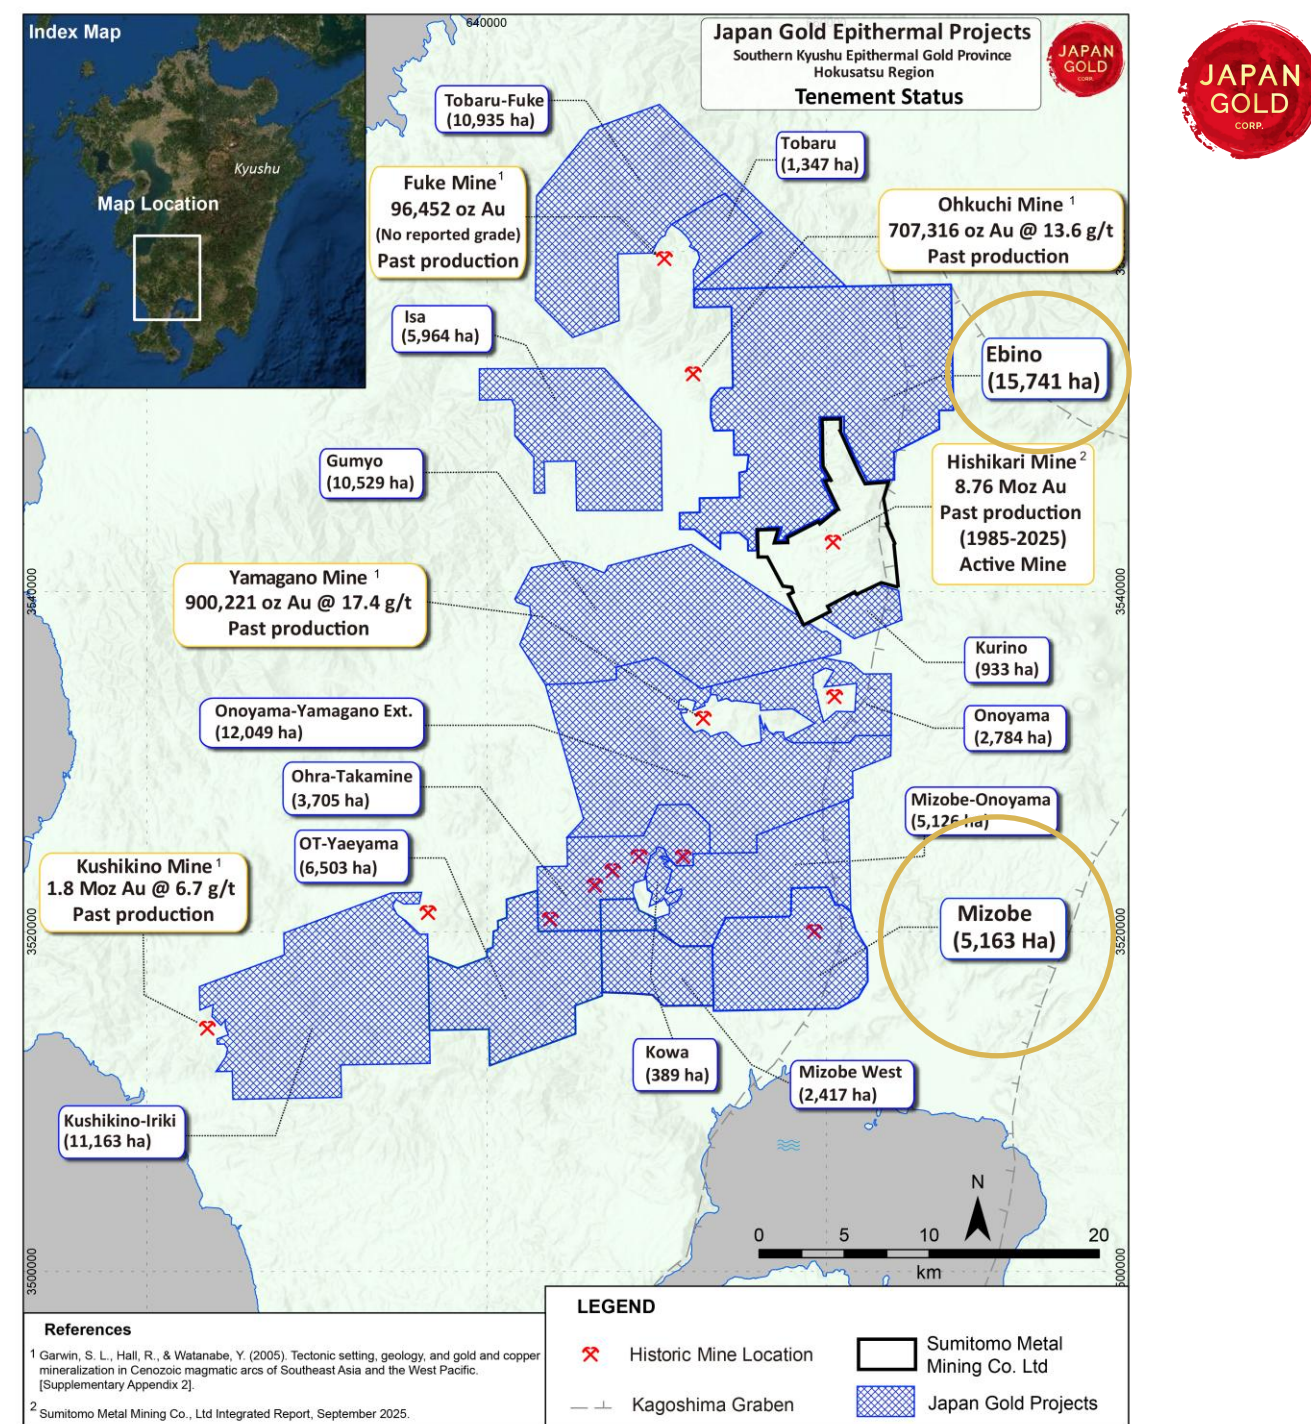 Index Map
Kyushu
Map Location
640000
Japan Gold Epithermal Projects
Southern Kyushu Epithermal Gold Province
Hokusatsu Region
Tenement Status
JAPAN
GOLD
CORP.
JAPAN
GOLD
CORP.
Tobaru-Fuke
(10,935 ha)
Tobaru
(1,347 ha)
Fuke Mine 1
96,452 oz Au
(No reported grade)
Past production
Ohkuchi Mine 1
707,316 oz Au @ 13.6 g/t
Past production
Isa
(5,964 ha)
Ebino
(15,741 ha)
Gumyo
(10,529 ha)
Hishikari Mine 2
8.76 Moz Au
Past production
(1985-2025)
Active Mine
Yamagano Mine 1
900,221 oz Au @ 17.4 g/t
Past production
3540000
3540000
Kurino
(933 ha)
Onoyama-Yamagano Ext.
(12,049 ha)
Onoyama
(2,784 ha)
Ohra-Takamine
(3,705 ha)
Mizobe-Onoyama
(5,126 ha)
OT-Yaeyama
(6,503 ha)
Kushikino Mine 1
1.8 Moz Au @ 6.7 g/t
Past production
Mizobe
(5,163 Ha)
3520000
3520000
Kowa
(389 ha)
Mizobe West
(2,417 ha)
Kushikino-Iriki
(11,163 ha)
N
0 5 10 20
km
3500000
LEGEND
Historic Mine Location
Sumitomo Metal
Mining Co. Ltd
Kagoshima Graben
Japan Gold Projects
References
1 Garwin, S. L., Hall, R., & Watanabe, Y. (2005). Tectonic setting, geology, and gold and copper
mineralization in Cenozoic magmatic arcs of Southeast Asia and the West Pacific.
[Supplementary Appendix 2].
2 Sumitomo Metal Mining Co., Ltd Integrated Report, September 2025.